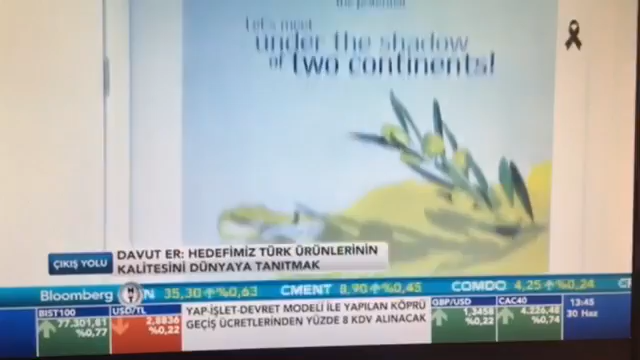 the potential
Let's meet
under the shadow
of two continents!
ÇIKIŞ YOLU
DAVUT ER: HEDEFİMİZ TÜRK ÜRÜNLERİNİN
KALİTESİNİ DÜNYAYA TANITMAK
Bloomberg HT N 35,30 %0,63 CMENT 8,90 %0,45 COMDO 4,25 %0,24
BIST100
77.301,61
%0,77
USD/TL
2,8836
%0,22
YAP-İŞLET-DEVRET MODELİ İLE YAPILAN KÖPRÜ
GEÇİŞ ÜCRETLERİNDEN YÜZDE 8 KDV ALINACAK
GBP/USD
1,3458
%0,22
CAC40
4.226,48
%0,74
13:45
30 Haz